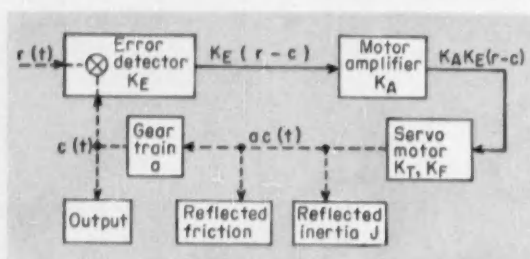 r(t)
Error
detector
K_E
K_E (r - c)
Motor
amplifier
K_A
K_A K_E (r-c)
c (t)
Gear
train
a
ac (t)
Servo
motor
K_T, K_F
Output
Reflected
friction
Reflected
inertia J